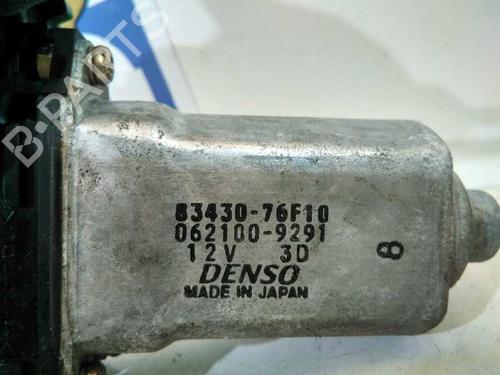 B-PARTS
83430-76F10
062100-9291
12V 3D
8
DENSO
MADE IN JAPAN